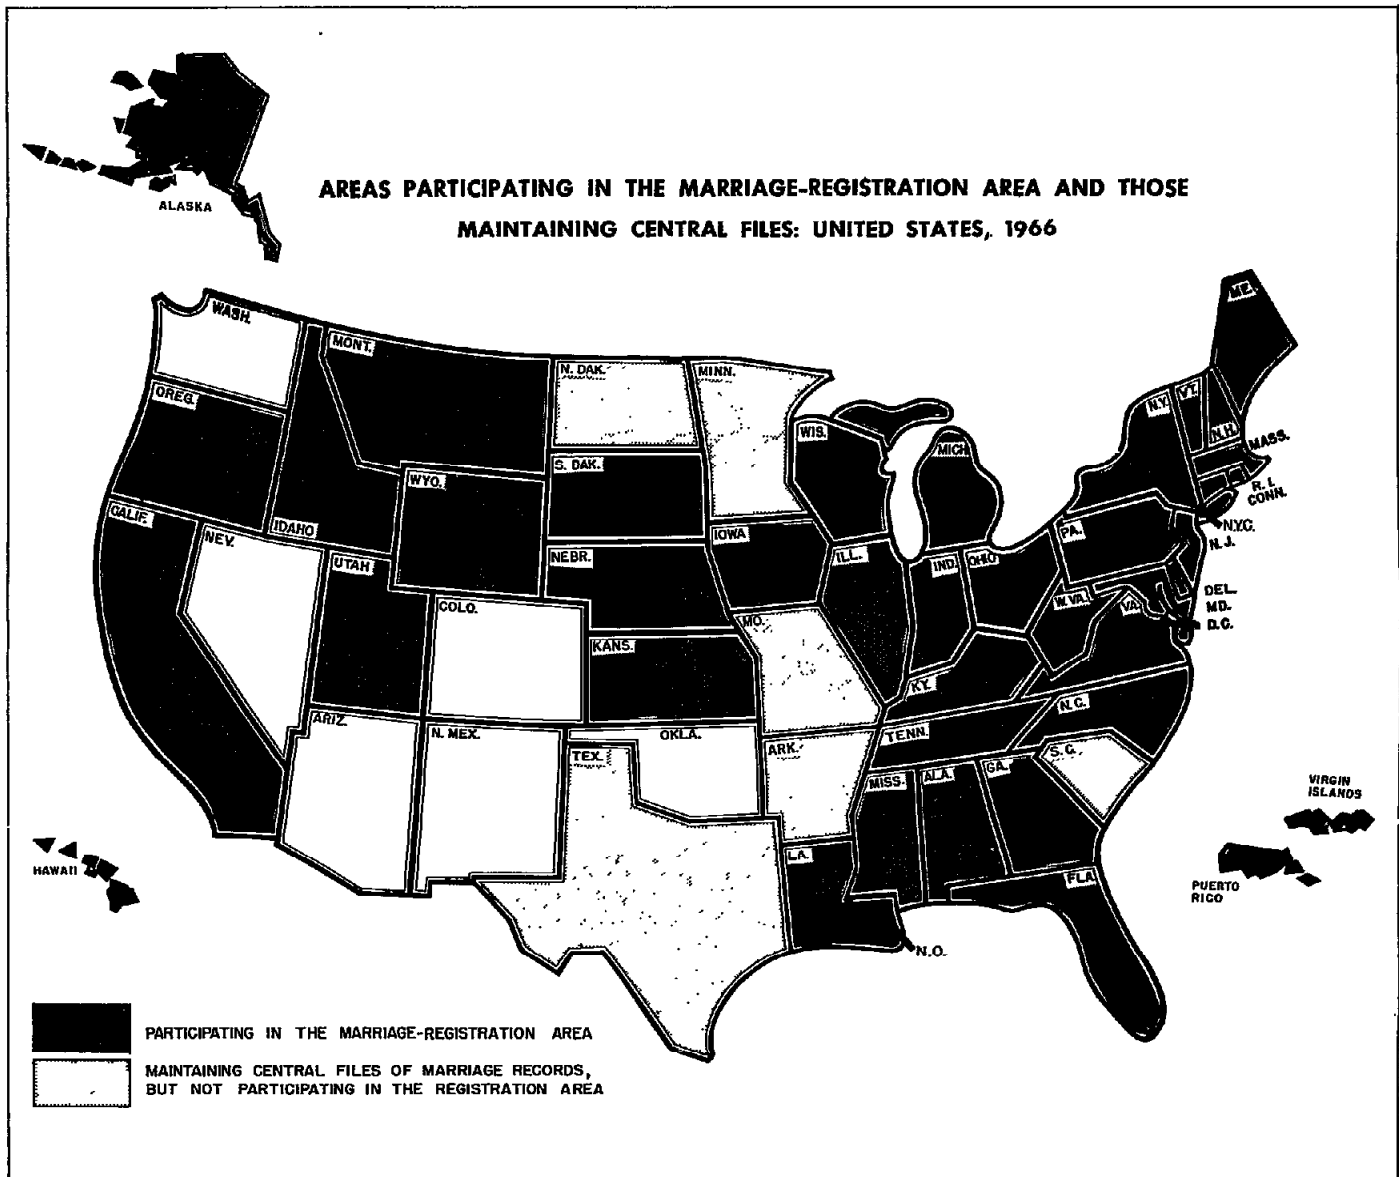 AREAS PARTICIPATING IN THE MARRIAGE-REGISTRATION AREA AND THOSE
MAINTAINING CENTRAL FILES: UNITED STATES, 1966
ALASKA
WASH.
MONT.
N. DAK.
MINN.
ME.
OREG.
WIS.
MICH.
N.Y.
VT.
N.H.
MASS.
S. DAK.
WYO.
R. I.
CONN.
CALIF.
IDAHO
NEV.
IOWA
PA.
N.Y.C.
N. J.
UTAH
NEBR.
ILL.
IND.
OHIO
DEL.
MD.
D.C.
COLO.
MO.
W.VA.
VA.
KANS.
KY.
ARIZ.
N. MEX.
OKLA.
TENN.
N.C.
TEX.
ARK.
S. C.
MISS.
ALA.
GA.
VIRGIN
ISLANDS
HAWAII
LA.
FLA.
PUERTO
RICO
N.O.
PARTICIPATING IN THE MARRIAGE-REGISTRATION AREA
MAINTAINING CENTRAL FILES OF MARRIAGE RECORDS,
BUT NOT PARTICIPATING IN THE REGISTRATION AREA